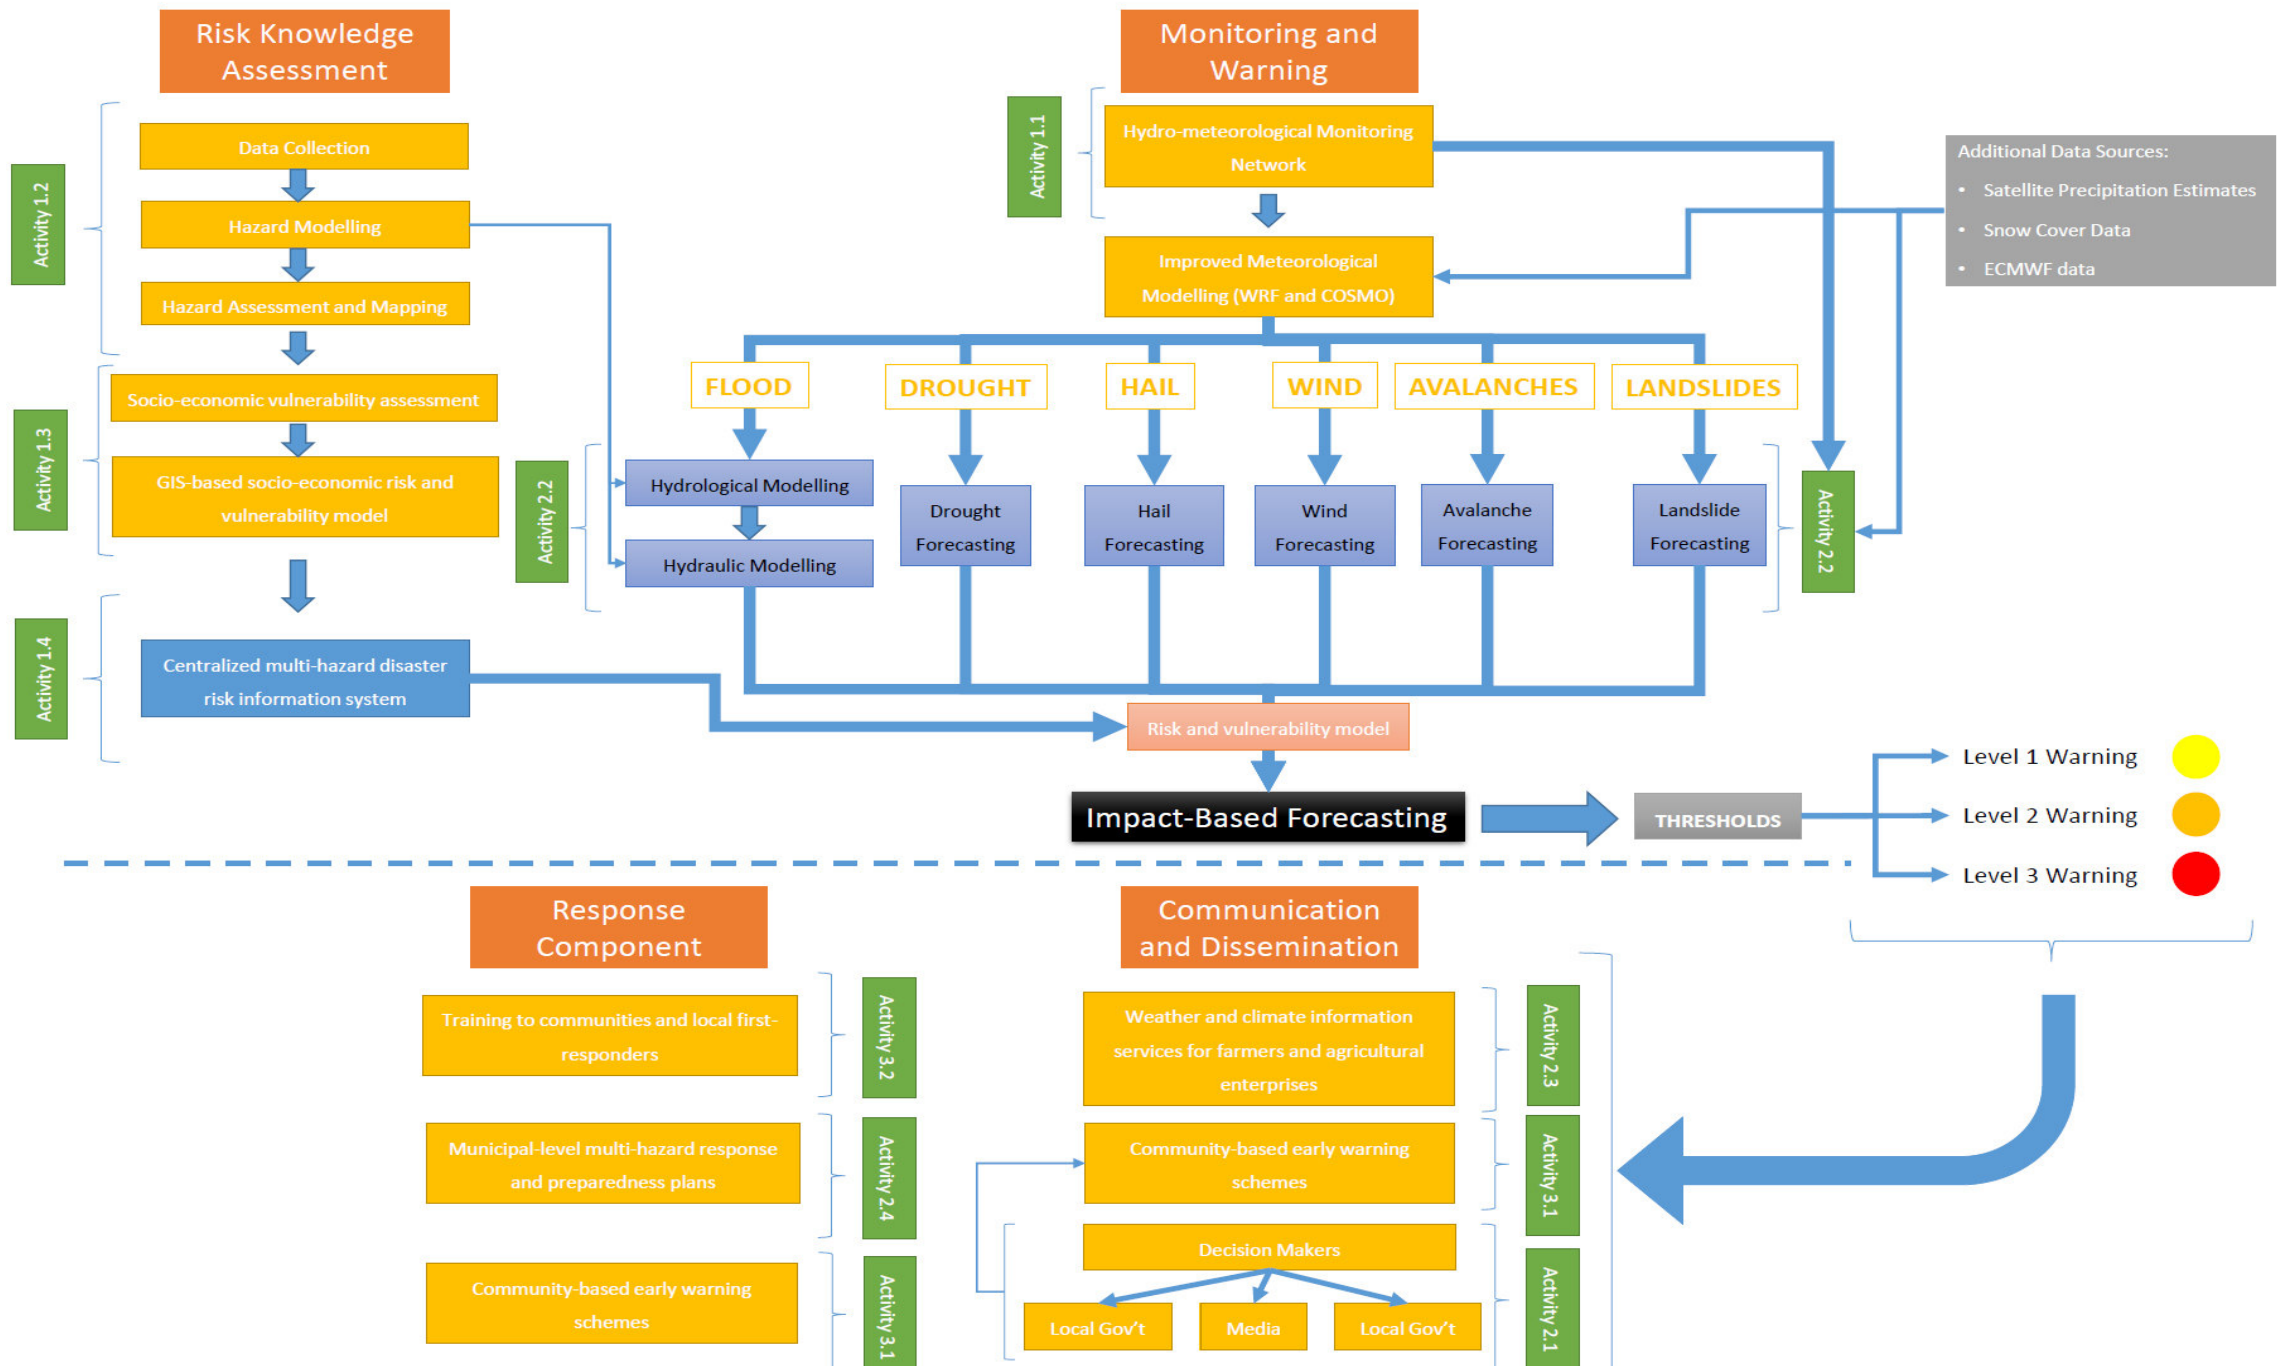 Risk Knowledge
Assessment
Activity 1.2
Data Collection
Hazard Modelling
Hazard Assessment and Mapping
Activity 1.3
Socio-economic vulnerability assessment
GIS-based socio-economic risk and
vulnerability model
Activity 1.4
Centralized multi-hazard disaster
risk information system
Monitoring and
Warning
Activity 1.1
Hydro-meteorological Monitoring
Network
Improved Meteorological
Modelling (WRF and COSMO)
Additional Data Sources:
• Satellite Precipitation Estimates
• Snow Cover Data
• ECMWF data
FLOOD
DROUGHT
HAIL
WIND
AVALANCHES
LANDSLIDES
Activity 2.2
Hydrological Modelling
Hydraulic Modelling
Drought
Forecasting
Hail
Forecasting
Wind
Forecasting
Avalanche
Forecasting
Landslide
Forecasting
Activity 2.2
Risk and vulnerability model
Impact-Based Forecasting
THRESHOLDS
Level 1 Warning
Level 2 Warning
Level 3 Warning
Response
Component
Training to communities and local first-
responders
Activity 3.2
Municipal-level multi-hazard response
and preparedness plans
Activity 2.4
Community-based early warning
schemes
Activity 3.1
Communication
and Dissemination
Weather and climate information
services for farmers and agricultural
enterprises
Activity 2.3
Community-based early warning
schemes
Activity 3.1
Decision Makers
Local Gov't
Media
Local Gov't
Activity 2.1